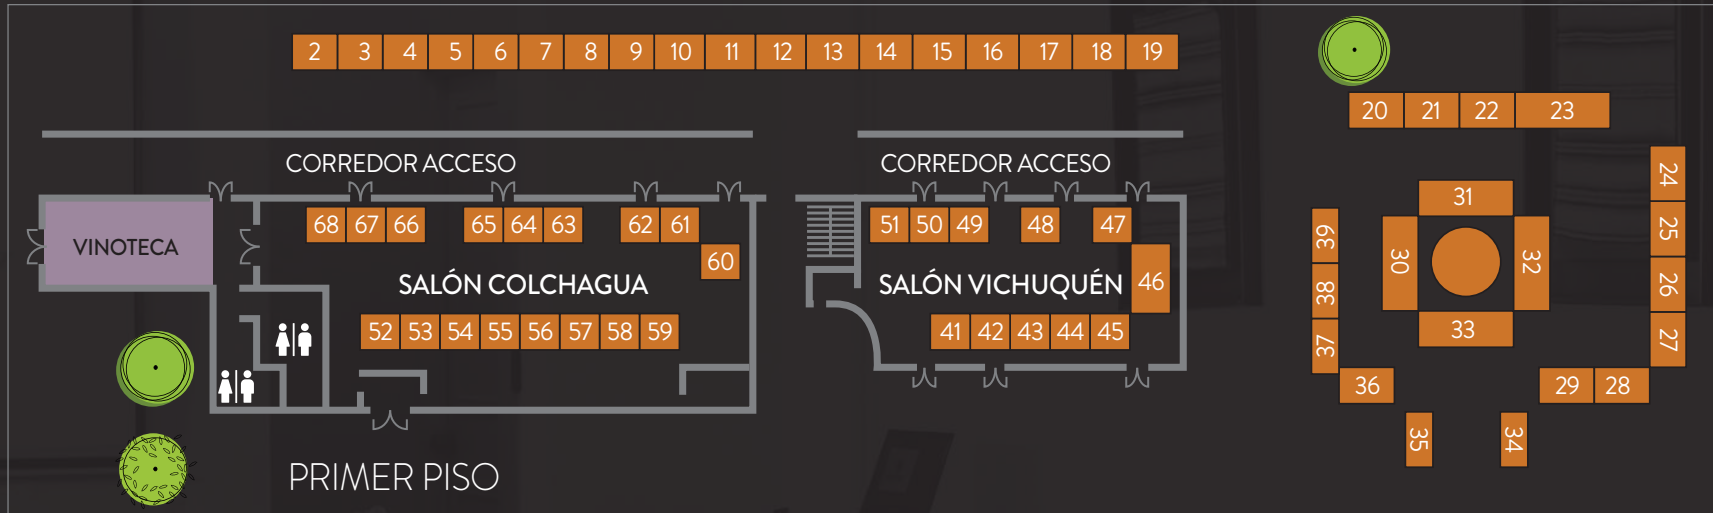 2 3 4 5 6 7 8 9 10 11 12 13 14 15 16 17 18 19
20 21 22 23
CORREDOR ACCESO
CORREDOR ACCESO
VINOTECA
68 67 66 65 64 63 62 61
60
SALÓN COLCHAGUA
52 53 54 55 56 57 58 59
51 50 49 48 47
46
SALÓN VICHUQUÉN
41 42 43 44 45
24
25
26
27
31
30
32
33
39
38
37
36
29 28
35
34
PRIMER PISO